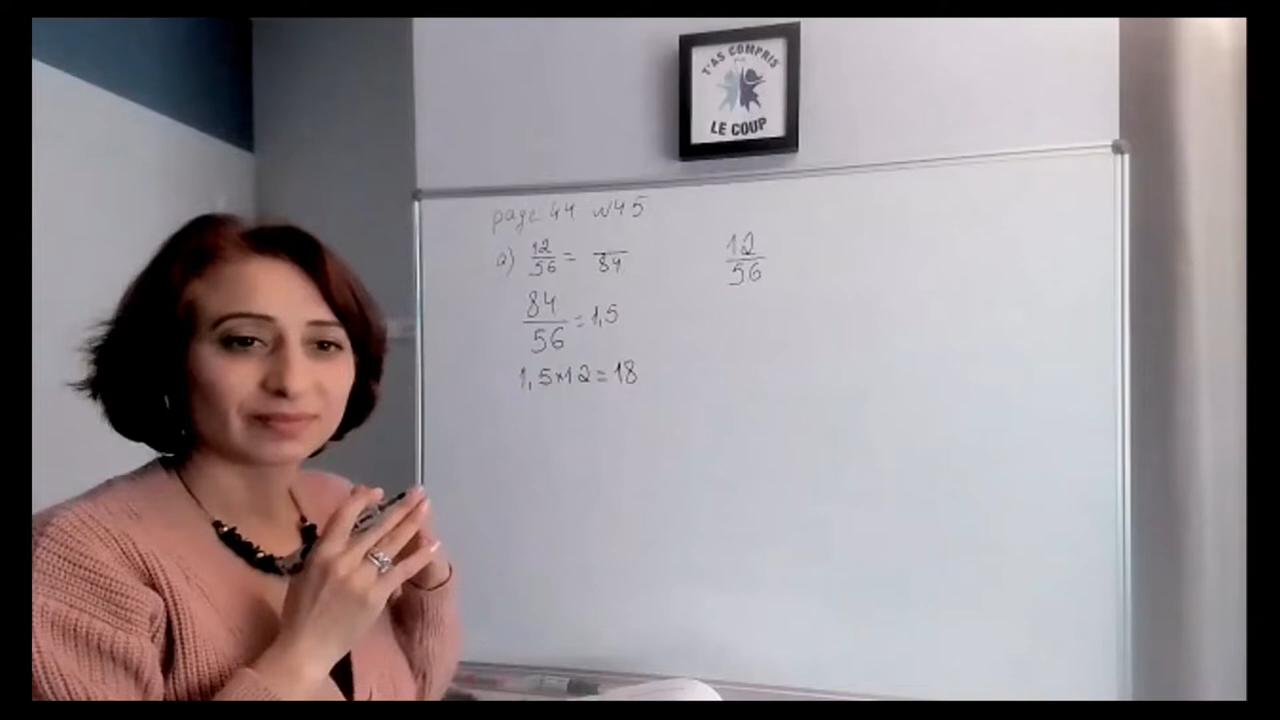 T'AS COMPRIS
LE COUP
page 44 N45
a) 12/56 = /84
12/56
84/56 = 1,5
1,5×12=18